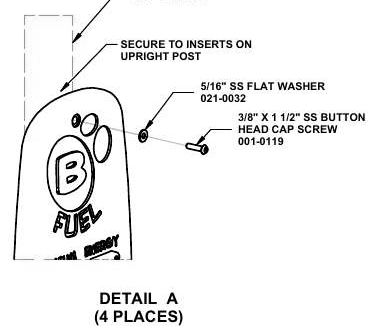 SECURE TO INSERTS ON
UPRIGHT POST
5/16" SS FLAT WASHER
021-0032
3/8" X 1 1/2" SS BUTTON
HEAD CAP SCREW
001-0119
B
FUEL
ENERGY
DETAIL A
(4 PLACES)